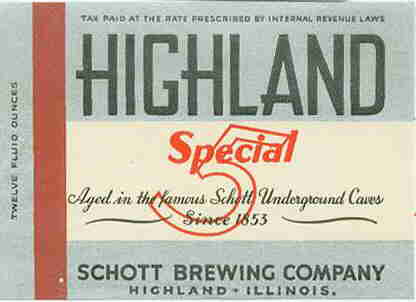 TAX PAID AT THE RATE PRESCRIBED BY INTERNAL REVENUE LAWS
HIGHLAND
TWELVE FLUID OUNCES
Special
5
Aged in the famous Schott Underground Caves
Since 1853
SCHOTT BREWING COMPANY
HIGHLAND - ILLINOIS.